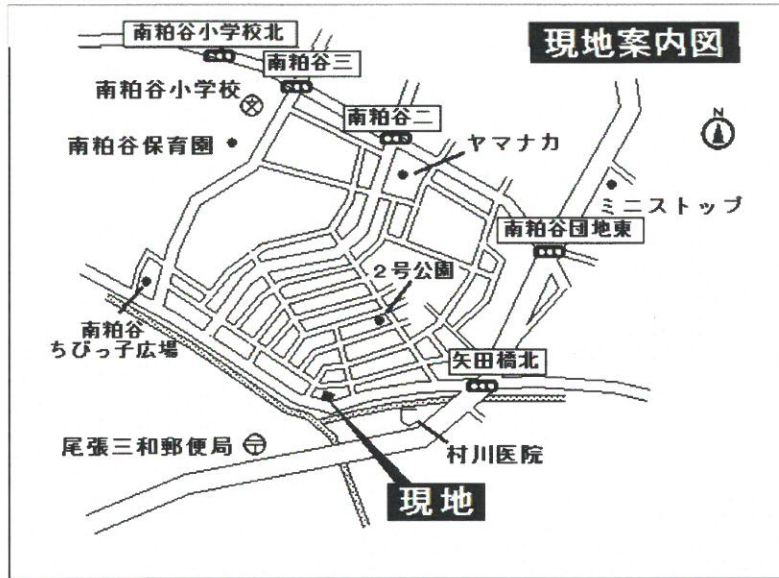 南粕谷小学校北
現地案内図
南粕谷三
南粕谷小学校
南粕谷二
南粕谷保育園
ヤマナカ
N
ミニストップ
南粕谷団地東
2号公園
南粕谷
ちびっ子広場
矢田橋北
尾張三和郵便局
村川医院
現地